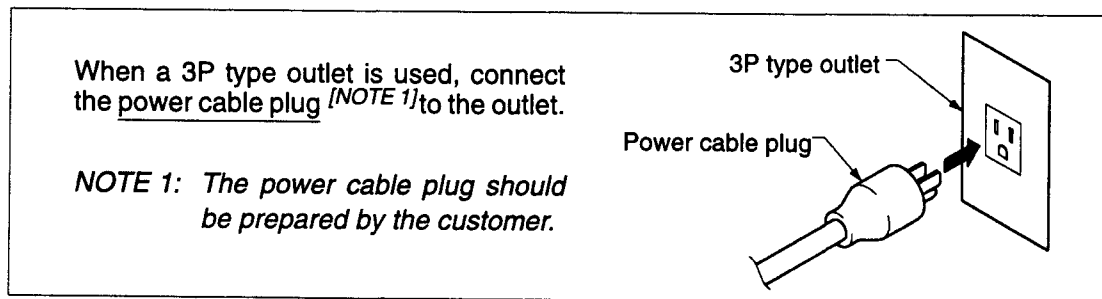 When a 3P type outlet is used, connect
the power cable plug [NOTE 1] to the outlet.
NOTE 1: The power cable plug should
be prepared by the customer.
3P type outlet
Power cable plug